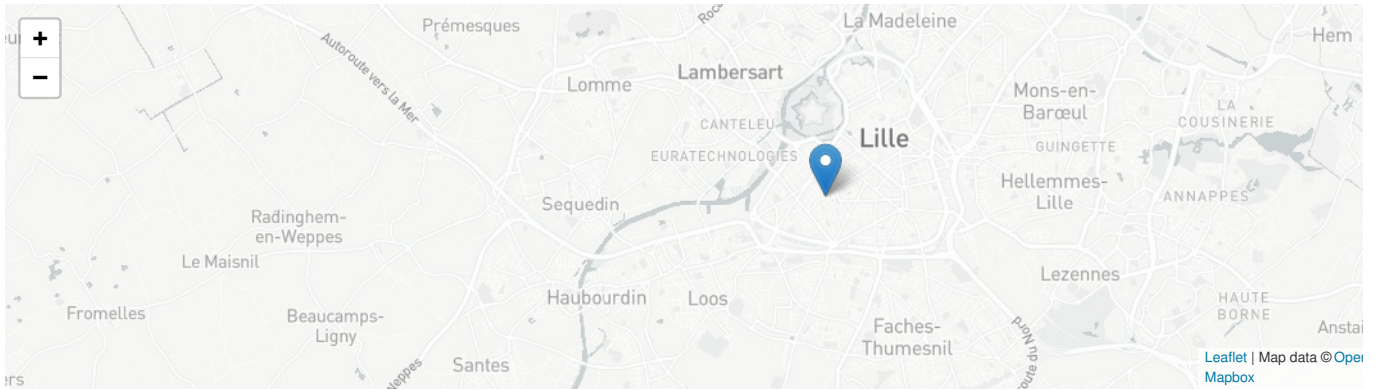 +
−
Prémesques
La Madeleine
Hem
Autoroute vers la Mer
Lomme
Lambersart
Mons-en-
Barœul
LA
COUSINERIE
CANTELEU
Lille
GUINGETTE
EURATECHNOLOGIES
Hellemmes-
Lille
ANNAPPES
Sequedin
Radinghem-
en-Weppes
Le Maisnil
Lezennes
Haubourdin
Loos
HAUTE
BORNE
Fromelles
Beaucamps-
Ligny
Faches-
Thumesnil
Santes
Leaflet | Map data © Open
Mapbox